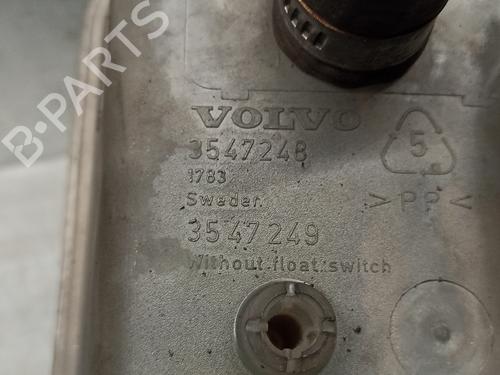 VOLVO
3547248
1783
Sweden
3547249
Without float switch
5
>PP<
B-PARTS